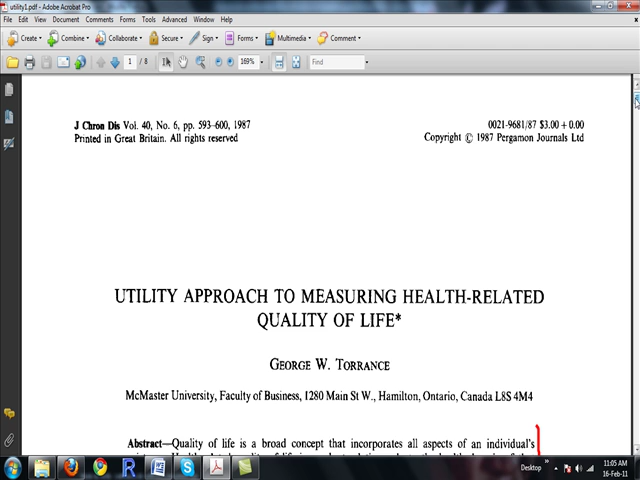 utility1.pdf - Adobe Acrobat Pro
File Edit View Document Comments Forms Tools Advanced Window Help
Create Combine Collaborate Secure Sign Forms Multimedia Comment
1 / 8 169% Find
J Chron Dis Vol. 40, No. 6, pp. 593–600, 1987
Printed in Great Britain. All rights reserved
0021-9681/87 $3.00 + 0.00
Copyright © 1987 Pergamon Journals Ltd
UTILITY APPROACH TO MEASURING HEALTH-RELATED
QUALITY OF LIFE*
GEORGE W. TORRANCE
McMaster University, Faculty of Business, 1280 Main St W., Hamilton, Ontario, Canada L8S 4M4
Abstract—Quality of life is a broad concept that incorporates all aspects of an individual's
Desktop
11:05 AM
16-Feb-11